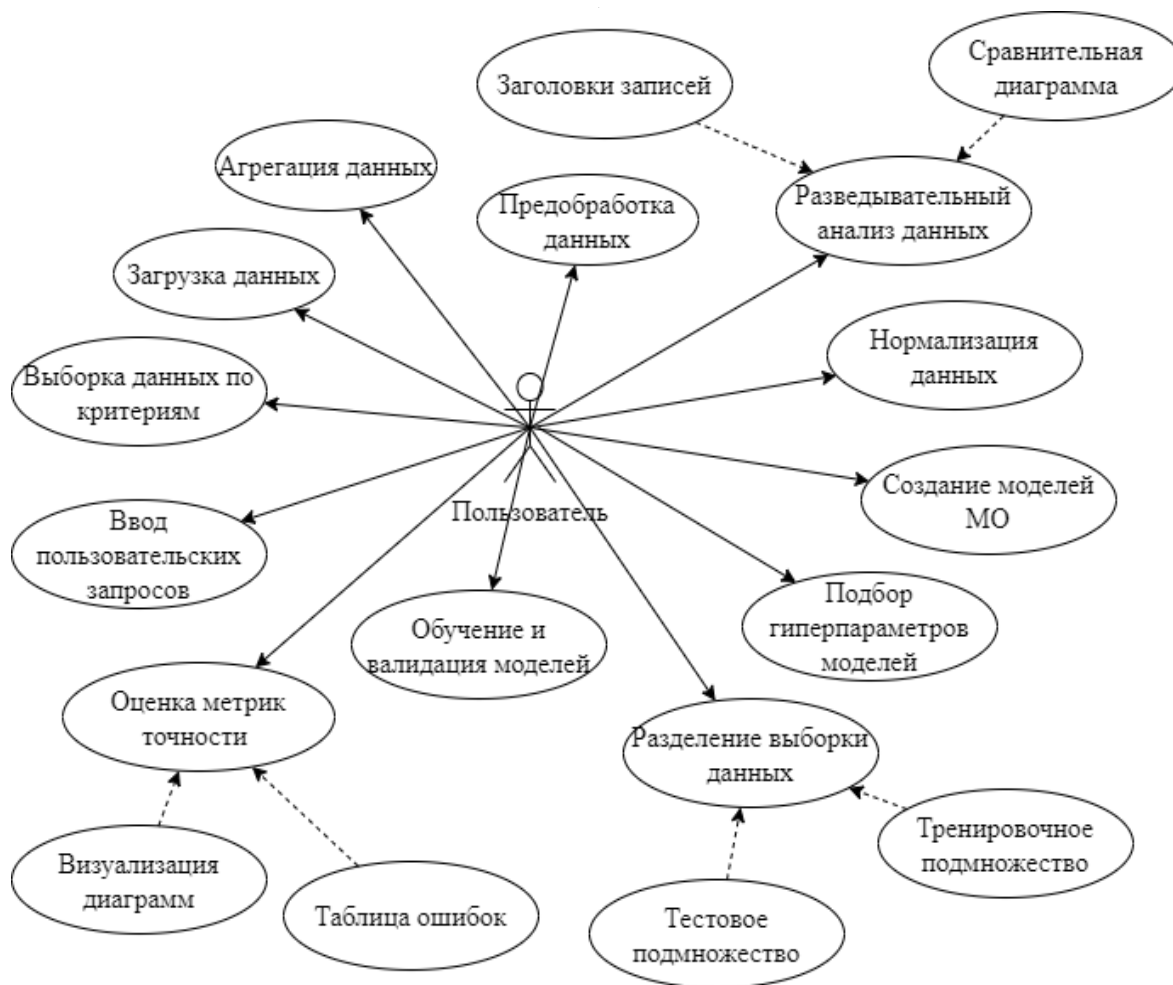 Заголовки записей
Сравнительная
диаграмма
Агрегация данных
Предобработка
данных
Разведывательный
анализ данных
Загрузка данных
Нормализация
данных
Выборка данных по
критериям
Создание моделей
МО
Пользователь
Ввод
пользовательских
запросов
Обучение и
валидация моделей
Подбор
гиперпараметров
моделей
Оценка метрик
точности
Разделение выборки
данных
Тренировочное
подмножество
Визуализация
диаграмм
Таблица ошибок
Тестовое
подмножество